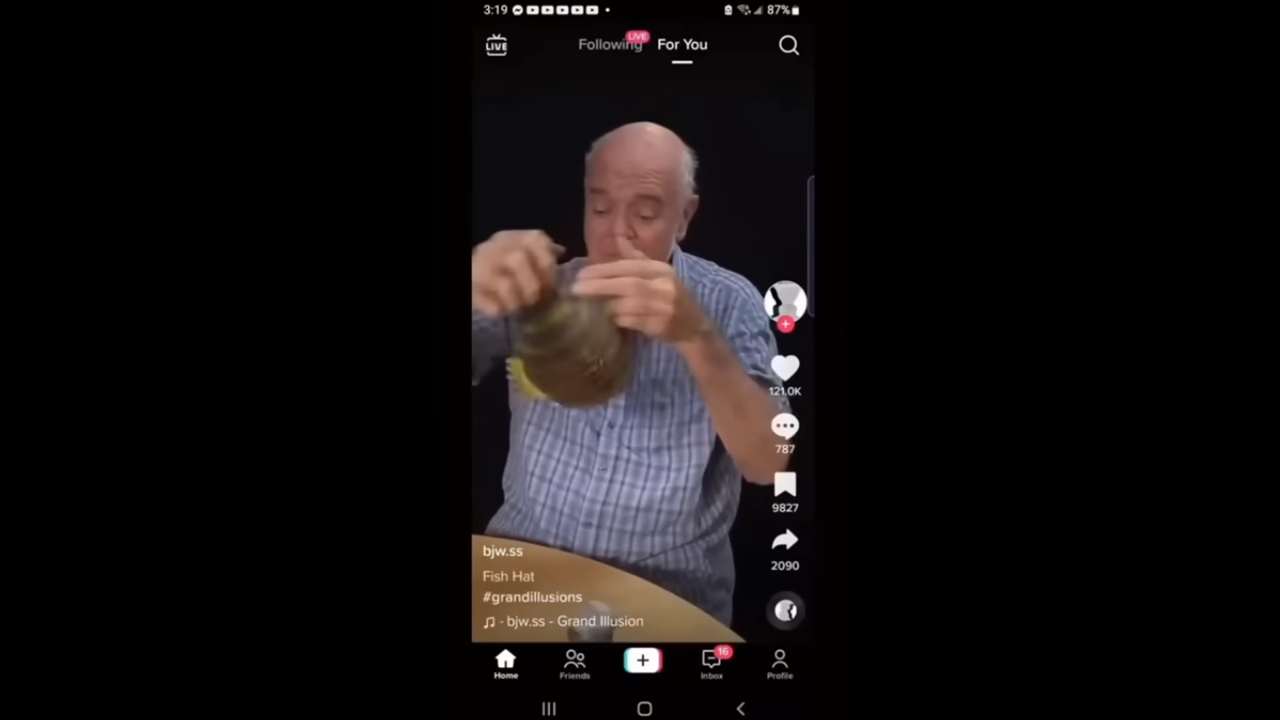 3:19
87%
LIVE
Following
LIVE
For You
121.0K
787
9827
2090
bjw.ss
Fish Hat
#grandillusions
- bjw.ss - Grand Illusion
16
Home
Friends
Inbox
Profile